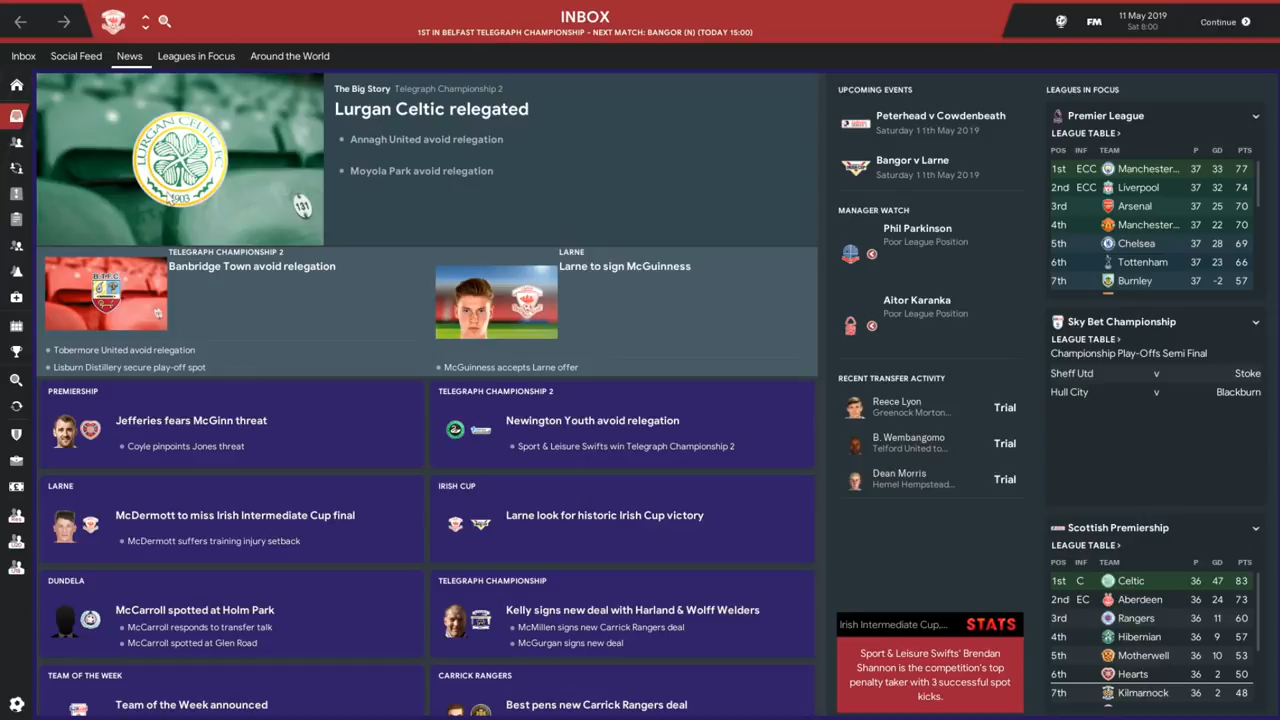 INBOX
1ST IN BELFAST TELEGRAPH CHAMPIONSHIP - NEXT MATCH: BANGOR (N) (TODAY 15:00)
FM
11 May 2019
Sat 8:00
Continue
Inbox
Social Feed
News
Leagues in Focus
Around the World
LURGAN CELTIC FC
1903
131
The Big Story Telegraph Championship 2
Lurgan Celtic relegated
Annagh United avoid relegation
Moyola Park avoid relegation
TELEGRAPH CHAMPIONSHIP 2
Banbridge Town avoid relegation
B.T.F.C
Tobermore United avoid relegation
Lisburn Distillery secure play-off spot
LARNE
Larne to sign McGuinness
McGuinness accepts Larne offer
PREMIERSHIP
Jefferies fears McGinn threat
Coyle pinpoints Jones threat
TELEGRAPH CHAMPIONSHIP 2
Newington Youth avoid relegation
Sport & Leisure Swifts win Telegraph Championship 2
LARNE
McDermott to miss Irish Intermediate Cup final
McDermott suffers training injury setback
IRISH CUP
Larne look for historic Irish Cup victory
DUNDELA
McCarroll spotted at Holm Park
McCarroll responds to transfer talk
McCarroll spotted at Glen Road
TELEGRAPH CHAMPIONSHIP
Kelly signs new deal with Harland & Wolff Welders
McMillen signs new Carrick Rangers deal
McGurgan signs new deal
TEAM OF THE WEEK
Team of the Week announced
CARRICK RANGERS
Best pens new Carrick Rangers deal
UPCOMING EVENTS
Peterhead v Cowdenbeath
Saturday 11th May 2019
Bangor v Larne
Saturday 11th May 2019
MANAGER WATCH
Phil Parkinson
Poor League Position
Aitor Karanka
Poor League Position
RECENT TRANSFER ACTIVITY
Reece Lyon
Greenock Morton...
Trial
B. Wembangomo
Telford United to...
Trial
Dean Morris
Hemel Hempstead...
Trial
Irish Intermediate Cup,... STATS
Sport & Leisure Swifts' Brendan
Shannon is the competition's top
penalty taker with 3 successful spot
kicks.
LEAGUES IN FOCUS
Premier League
LEAGUE TABLE >
POS INF TEAM P GD PTS
1st ECC Manchester... 37 33 77
2nd ECC Liverpool 37 32 74
3rd Arsenal 37 25 70
4th Manchester... 37 22 70
5th Chelsea 37 28 69
6th Tottenham 37 23 66
7th Burnley 37 -2 57
Sky Bet Championship
LEAGUE TABLE >
Championship Play-Offs Semi Final
Sheff Utd v Stoke
Hull City v Blackburn
Scottish Premiership
LEAGUE TABLE >
POS INF TEAM P GD PTS
1st C Celtic 36 47 83
2nd EC Aberdeen 36 24 73
3rd Rangers 36 11 60
4th Hibernian 36 9 57
5th Motherwell 36 10 53
6th Hearts 36 2 50
7th Kilmarnock 36 2 48